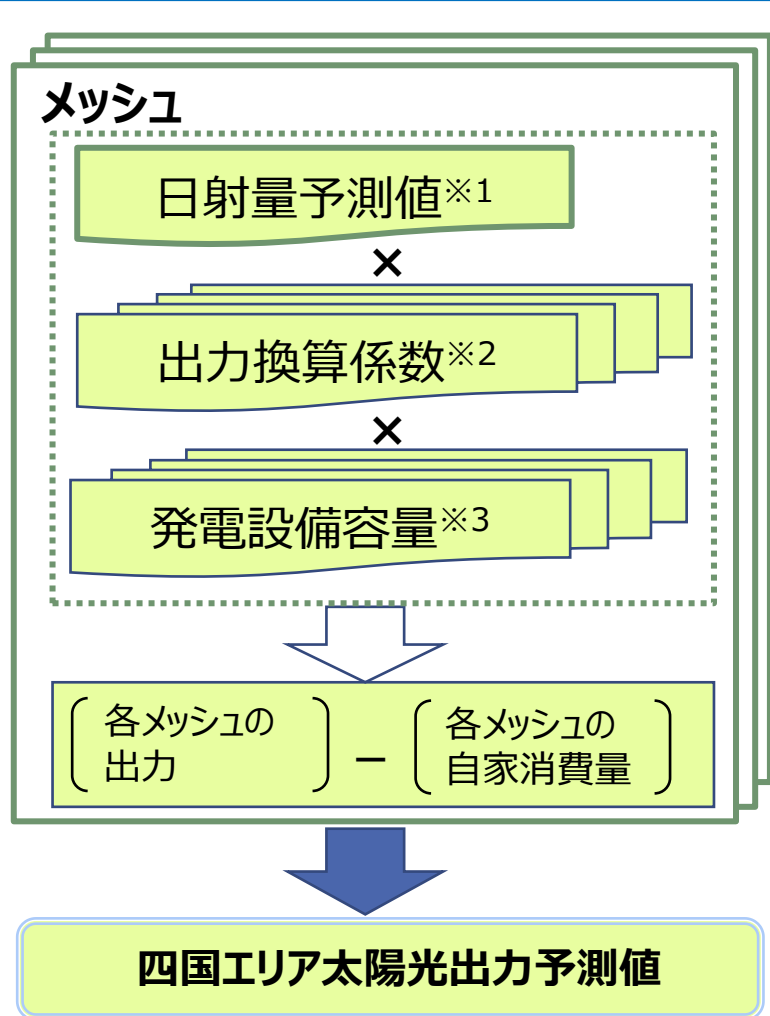 メッシュ
日射量予測値※1
×
出力換算係数※2
×
発電設備容量※3
各メッシュの
出力
－
各メッシュの
自家消費量
四国エリア太陽光出力予測値